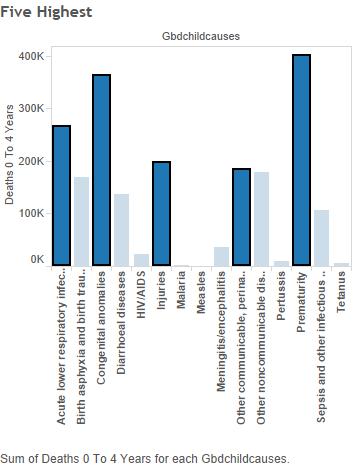 Five Highest
Gbdchildcauses
Deaths 0 To 4 Years
400K
300K
200K
100K
0K
Acute lower respiratory infec..
Birth asphyxia and birth trau..
Congenital anomalies
Diarrhoeal diseases
HIV/AIDS
Injuries
Malaria
Measles
Meningitis/encephalitis
Other communicable, perina..
Other noncommunicable dis..
Pertussis
Prematurity
Sepsis and other infectious ..
Tetanus
Sum of Deaths 0 To 4 Years for each Gbdchildcauses.